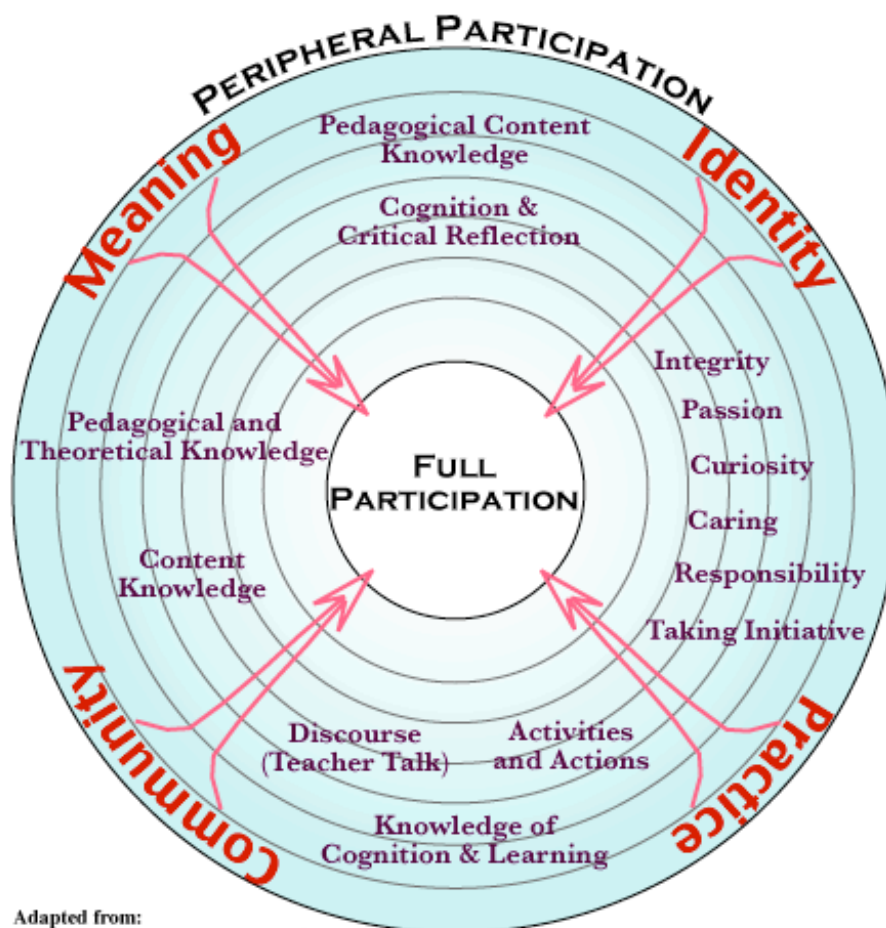 PERIPHERAL PARTICIPATION
Meaning
Identity
Pedagogical Content
Knowledge
Cognition &
Critical Reflection
Integrity
Passion
Curiosity
Caring
Responsibility
Taking Initiative
Pedagogical and
Theoretical Knowledge
FULL
PARTICIPATION
Content
Knowledge
Community
Practice
Discourse
(Teacher Talk)
Activities
and Actions
Knowledge of
Cognition & Learning
Adapted from: